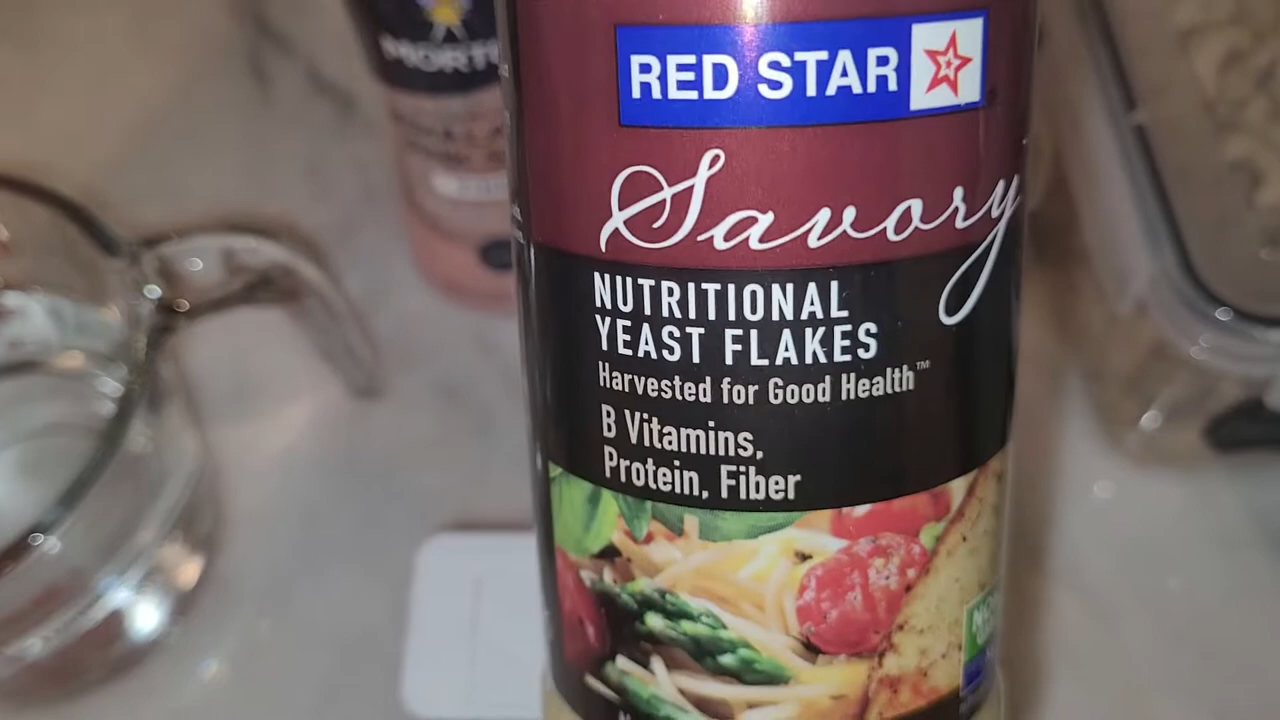 RED STAR
Savory
NUTRITIONAL
YEAST FLAKES
Harvested for Good Health™
B Vitamins,
Protein, Fiber